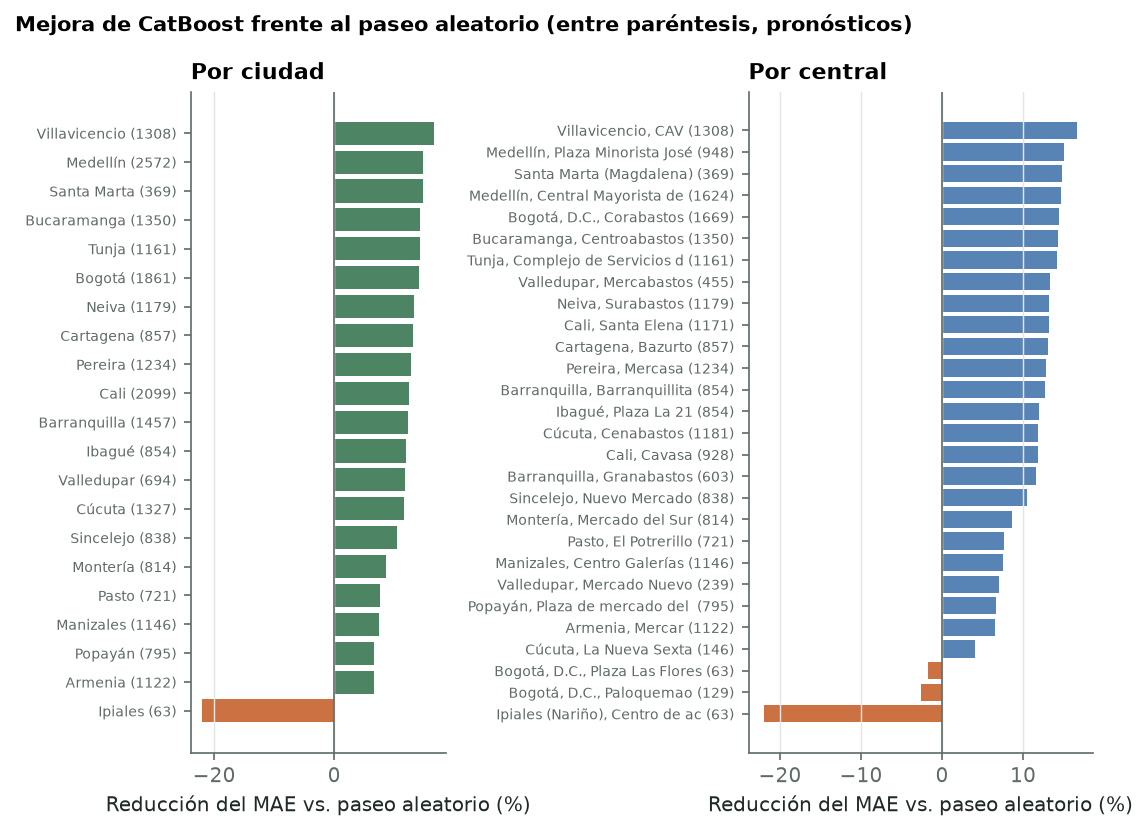 Mejora de CatBoost frente al paseo aleatorio (entre paréntesis, pronósticos)
Por ciudad
Villavicencio (1308)
Medellín (2572)
Santa Marta (369)
Bucaramanga (1350)
Tunja (1161)
Bogotá (1861)
Neiva (1179)
Cartagena (857)
Pereira (1234)
Cali (2099)
Barranquilla (1457)
Ibagué (854)
Valledupar (694)
Cúcuta (1327)
Sincelejo (838)
Montería (814)
Pasto (721)
Manizales (1146)
Popayán (795)
Armenia (1122)
Ipiales (63)
−20 0
Reducción del MAE vs. paseo aleatorio (%)
Por central
Villavicencio, CAV (1308)
Medellín, Plaza Minorista José (948)
Santa Marta (Magdalena) (369)
Medellín, Central Mayorista de (1624)
Bogotá, D.C., Corabastos (1669)
Bucaramanga, Centroabastos (1350)
Tunja, Complejo de Servicios d (1161)
Valledupar, Mercabastos (455)
Neiva, Surabastos (1179)
Cali, Santa Elena (1171)
Cartagena, Bazurto (857)
Pereira, Mercasa (1234)
Barranquilla, Barranquillita (854)
Ibagué, Plaza La 21 (854)
Cúcuta, Cenabastos (1181)
Cali, Cavasa (928)
Barranquilla, Granabastos (603)
Sincelejo, Nuevo Mercado (838)
Montería, Mercado del Sur (814)
Pasto, El Potrerillo (721)
Manizales, Centro Galerías (1146)
Valledupar, Mercado Nuevo (239)
Popayán, Plaza de mercado del  (795)
Armenia, Mercar (1122)
Cúcuta, La Nueva Sexta (146)
Bogotá, D.C., Plaza Las Flores (63)
Bogotá, D.C., Paloquemao (129)
Ipiales (Nariño), Centro de ac (63)
−20 −10 0 10
Reducción del MAE vs. paseo aleatorio (%)